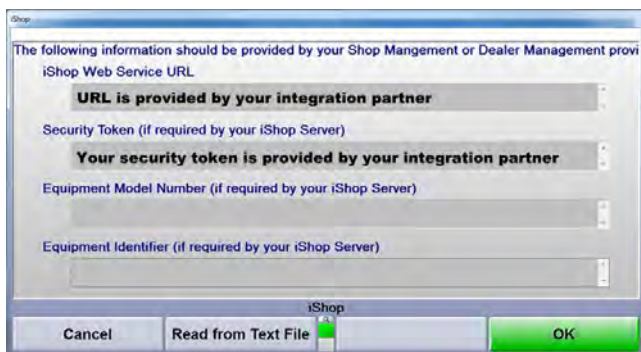 iShop
The following information should be provided by your Shop Mangement or Dealer Management provi
iShop Web Service URL
URL is provided by your integration partner
Security Token (if required by your iShop Server)
Your security token is provided by your integration partner
Equipment Model Number (if required by your iShop Server)
Equipment Identifier (if required by your iShop Server)
iShop
Cancel
Read from Text File
OK